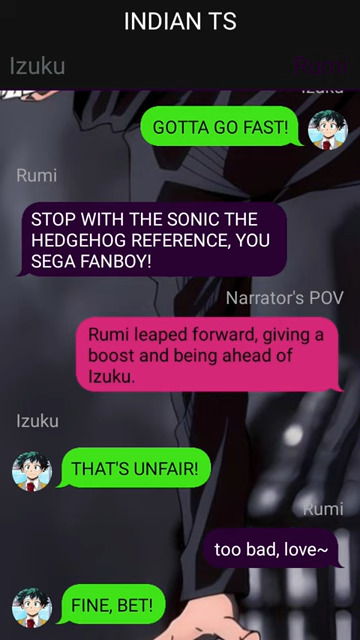 INDIAN TS
Izuku
Rumi
Izuku
GOTTA GO FAST!
Rumi
STOP WITH THE SONIC THE
HEDGEHOG REFERENCE, YOU
SEGA FANBOY!
Narrator's POV
Rumi leaped forward, giving a
boost and being ahead of
Izuku.
Izuku
THAT'S UNFAIR!
Rumi
too bad, love~
FINE, BET!